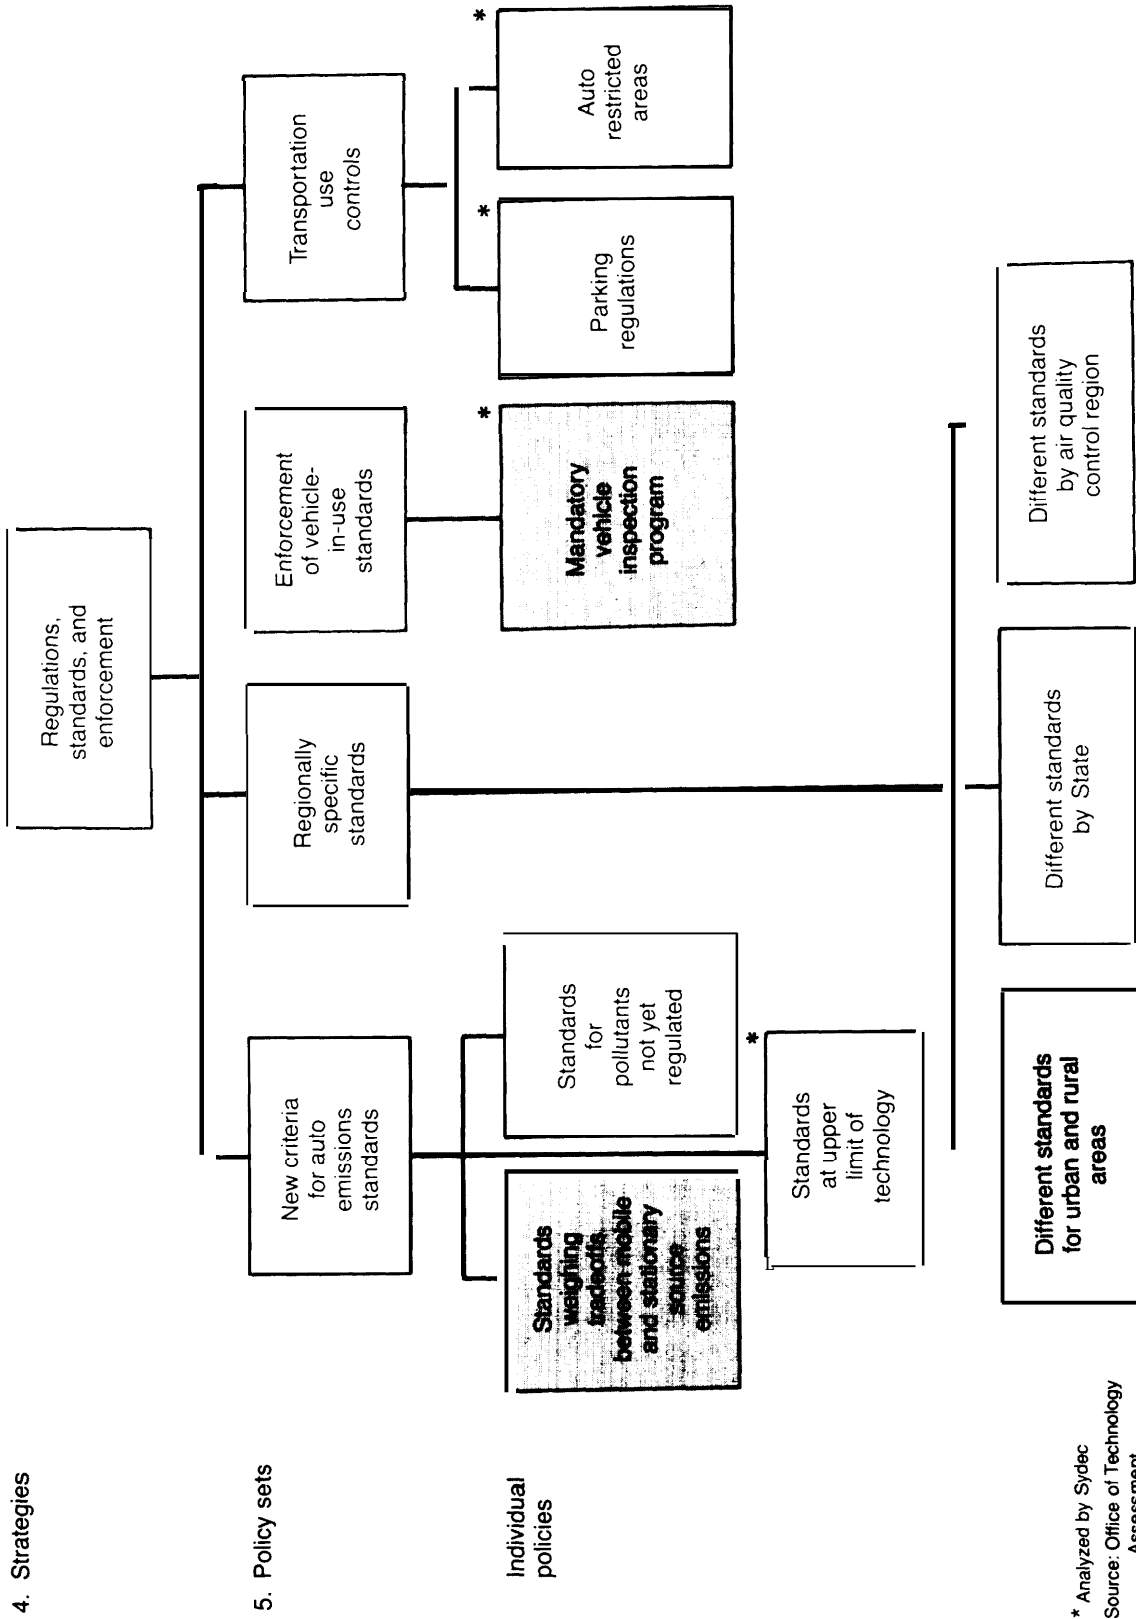 4. Strategies
Regulations,
standards, and
enforcement
5. Policy sets
New criteria
for auto
emissions
standards
Regionally
specific
standards
Enforcement
of vehicle-
in-use
standards
Transportation
use
controls
Individual
policies
Standards
weighing
tradeoffs
between mobile
and stationary
source
emissions
Standards
for
pollutants
not yet
regulated
*
Mandatory
vehicle
inspection
program
*
Parking
regulations
*
Auto
restricted
areas
*
Standards
at upper
limit of
technology
Different standards
for urban and rural
areas
Different standards
by State
Different standards
by air quality
control region
* Analyzed by Sydec
Source: Office of Technology
Assessment